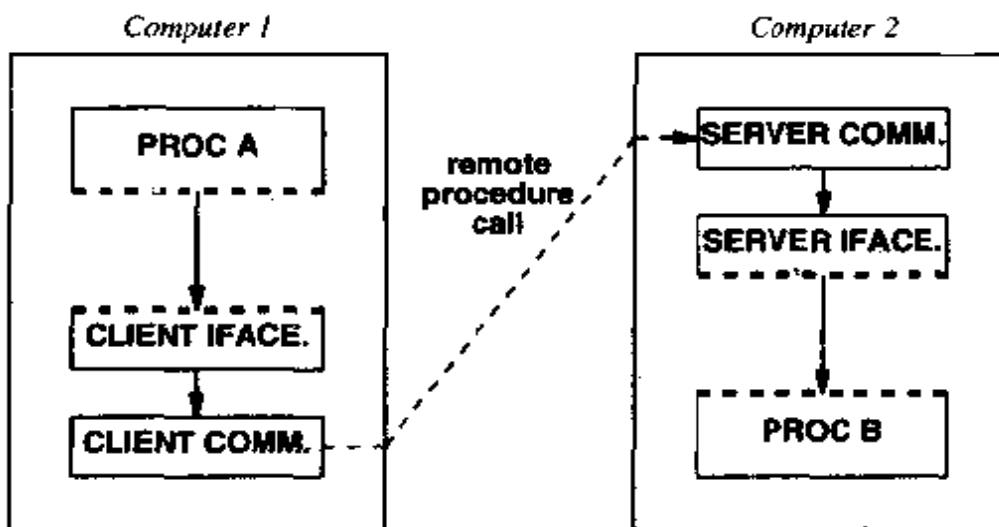 Computer 1
Computer 2
PROC A
remote
procedure
call
SERVER COMM.
SERVER IFACE.
CLIENT IFACE.
CLIENT COMM.
PROC B